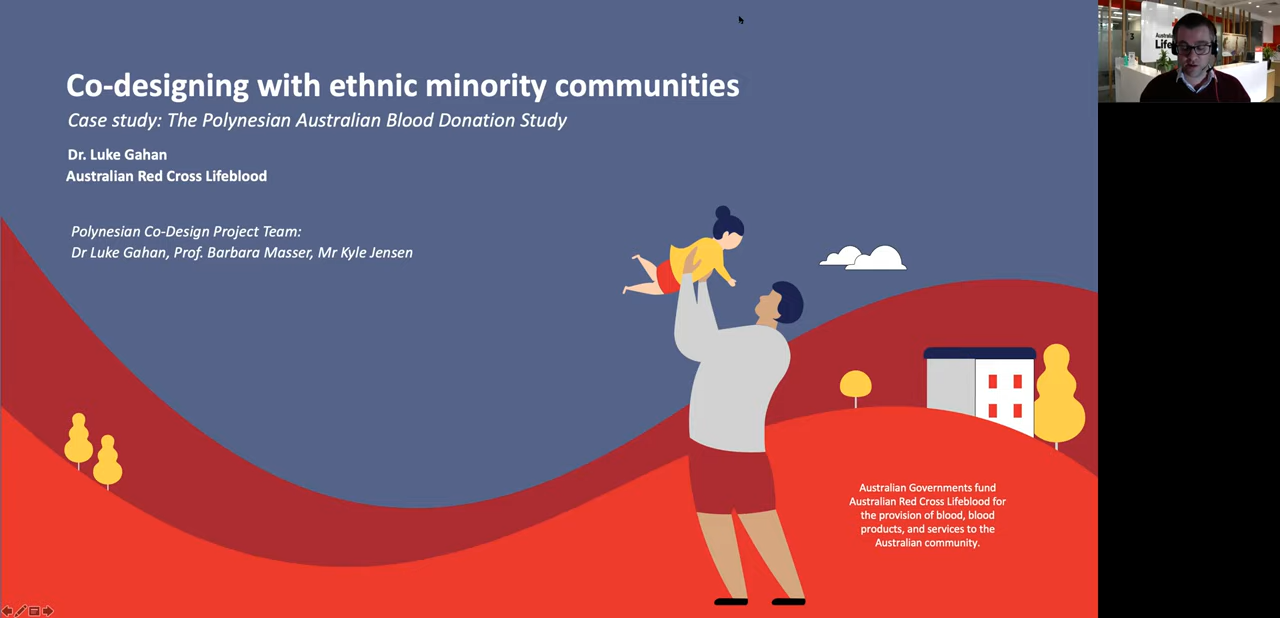 Co-designing with ethnic minority communities
Case study: The Polynesian Australian Blood Donation Study
Dr. Luke Gahan
Australian Red Cross Lifeblood
Polynesian Co-Design Project Team:
Dr Luke Gahan, Prof. Barbara Masser, Mr Kyle Jensen
Australian Governments fund
Australian Red Cross Lifeblood for
the provision of blood, blood
products, and services to the
Australian community.
3